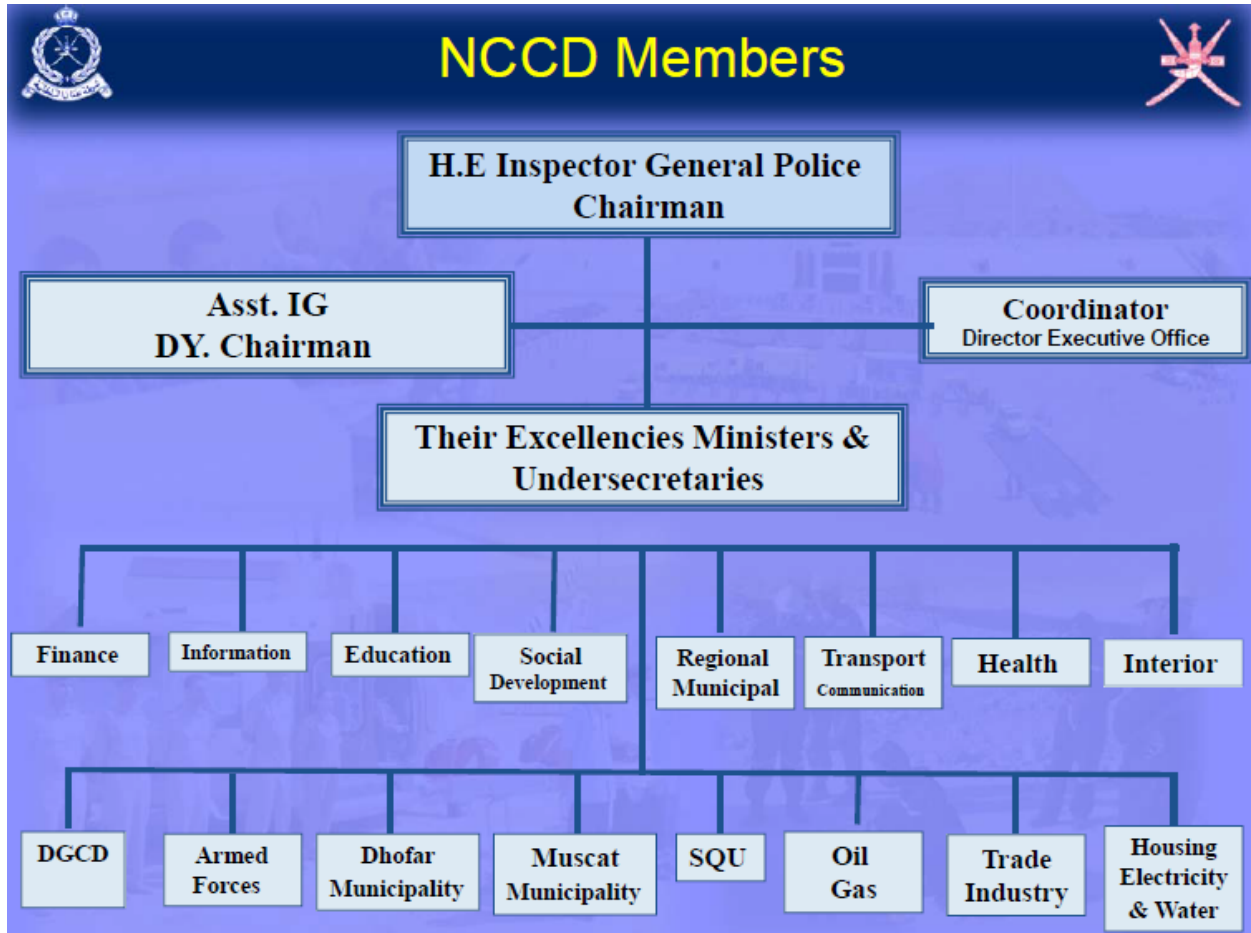 NCCD Members
H.E Inspector General Police
Chairman
Asst. IG
DY. Chairman
Coordinator
Director Executive Office
Their Excellencies Ministers &
Undersecretaries
Finance
Information
Education
Social
Development
Regional
Municipal
Transport
Communication
Health
Interior
DGCD
Armed
Forces
Dhofar
Municipality
Muscat
Municipality
SQU
Oil
Gas
Trade
Industry
Housing
Electricity
& Water